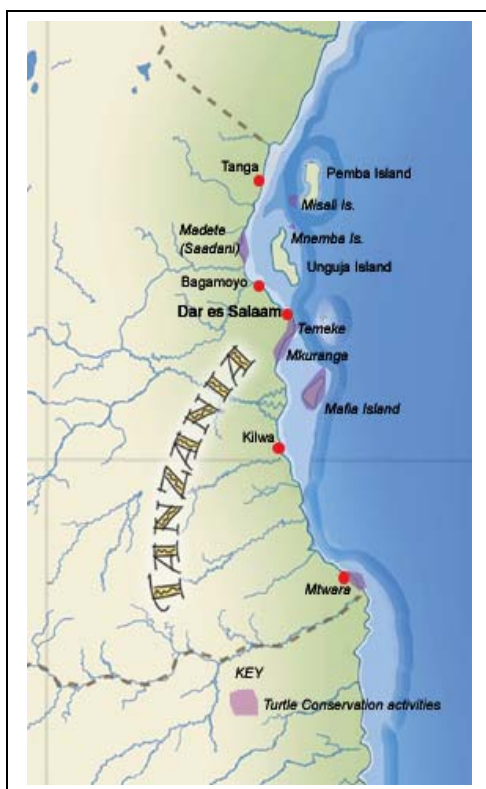 Tanga
Pemba Island
Misali Is.
Madete
(Saadani)
Mnemba Is.
Unguja Island
Bagamoyo
Dar es Salaam
Temeke
Mkuranga
TANZANIA
Mafia Island
Kilwa
Mtwara
KEY
Turtle Conservation activities